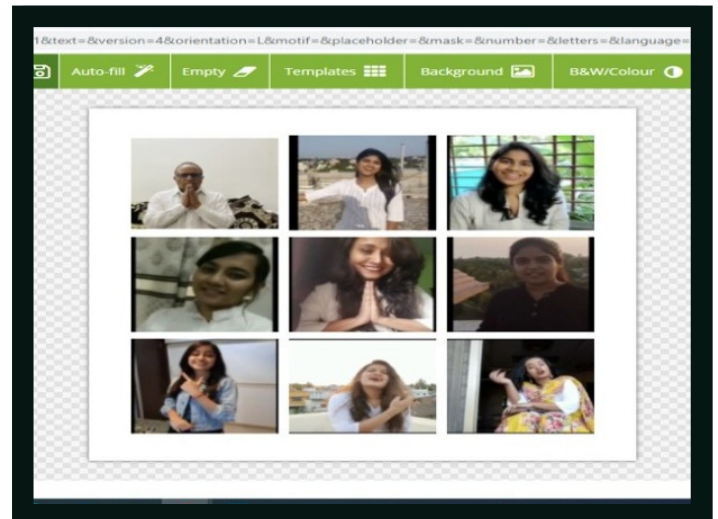 1&text=&version=4&orientation=L&motif=&placeholder=&mask=&number=&letters=&language=
Auto-fill Empty Templates Background B&W/Colour